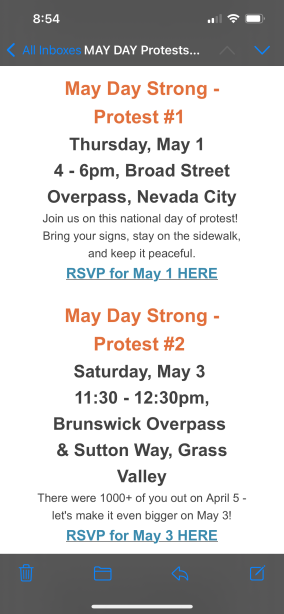 8:54
All Inboxes MAY DAY Protests...
May Day Strong -
Protest #1
Thursday, May 1
4 - 6pm, Broad Street
Overpass, Nevada City
Join us on this national day of protest!
Bring your signs, stay on the sidewalk,
and keep it peaceful.
RSVP for May 1 HERE
May Day Strong -
Protest #2
Saturday, May 3
11:30 - 12:30pm,
Brunswick Overpass
& Sutton Way, Grass
Valley
There were 1000+ of you out on April 5 -
let's make it even bigger on May 3!
RSVP for May 3 HERE